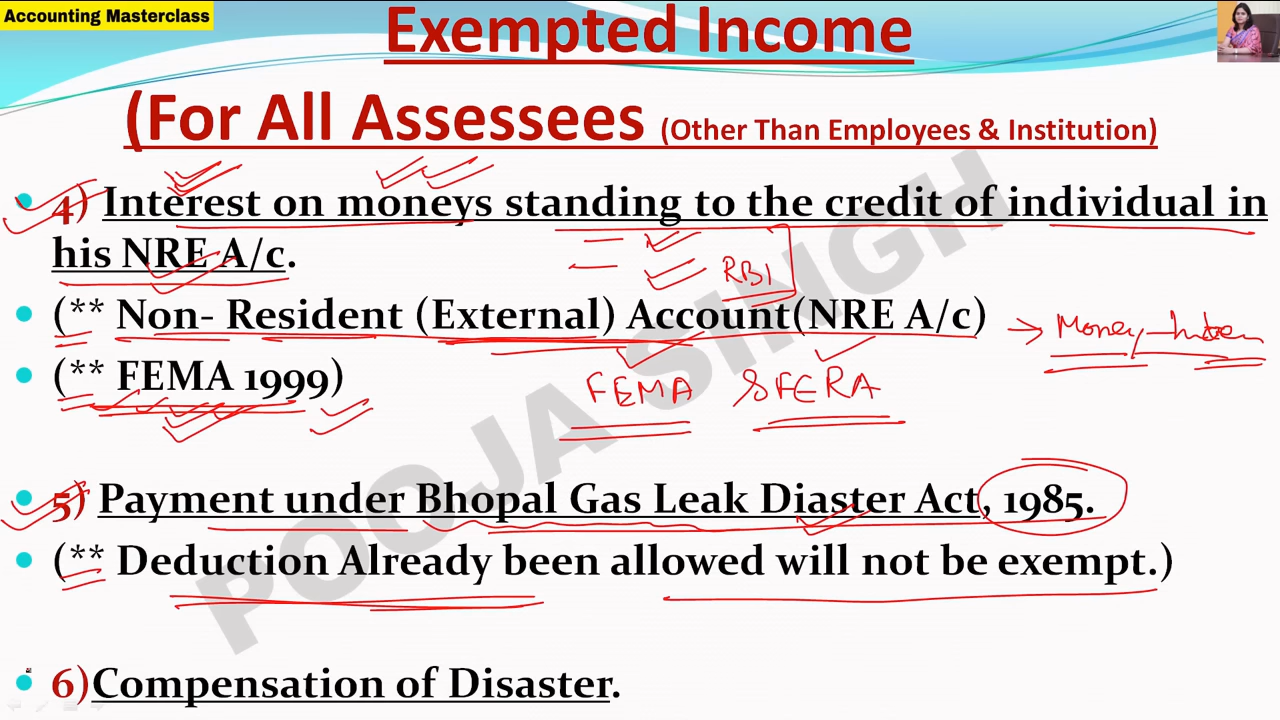 Accounting Masterclass
Exempted Income
(For All Assessees (Other Than Employees & Institution)
4) Interest on moneys standing to the credit of individual in
his NRE A/c.
RBI
(** Non- Resident (External) Account(NRE A/c)
Money
(** FEMA 1999)
FEMA FERA
5) Payment under Bhopal Gas Leak Diaster Act, 1985.
(** Deduction Already been allowed will not be exempt.)
6)Compensation of Disaster.
POOJA SINGH